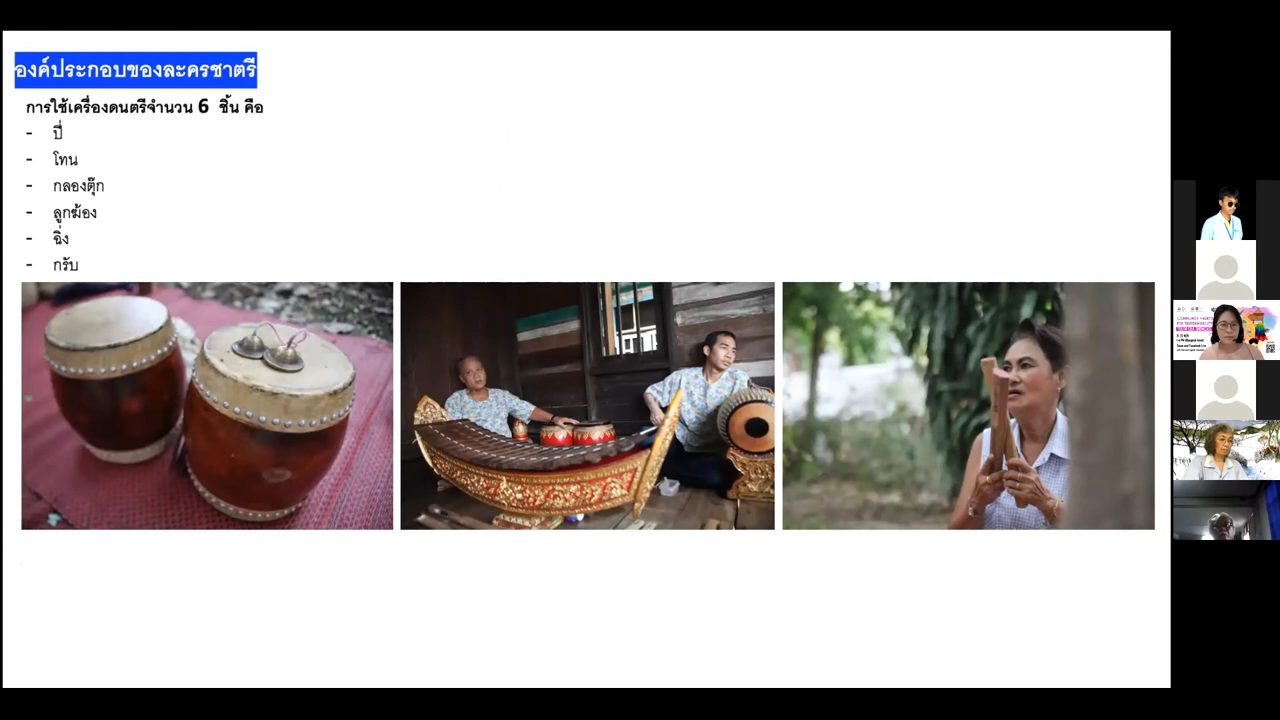 องค์ประกอบของละครชาตรี
การใช้เครื่องดนตรีจำนวน 6 ชิ้น คือ
- ปี่
- โทน
- กลองตุ๊ก
- ลูกฆ้อง
- ฉิ่ง
- กรับ